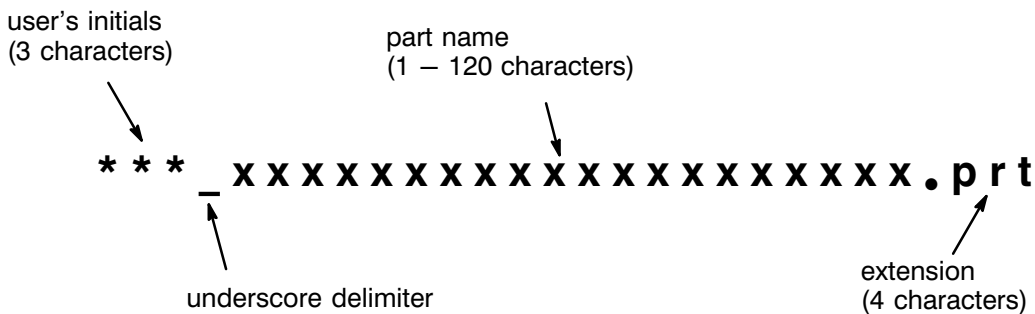 user's initials
(3 characters)
part name
(1 – 120 characters)
* * * _ x x x x x x x x x x x x x x x x x x x x . p r t
underscore delimiter
extension
(4 characters)